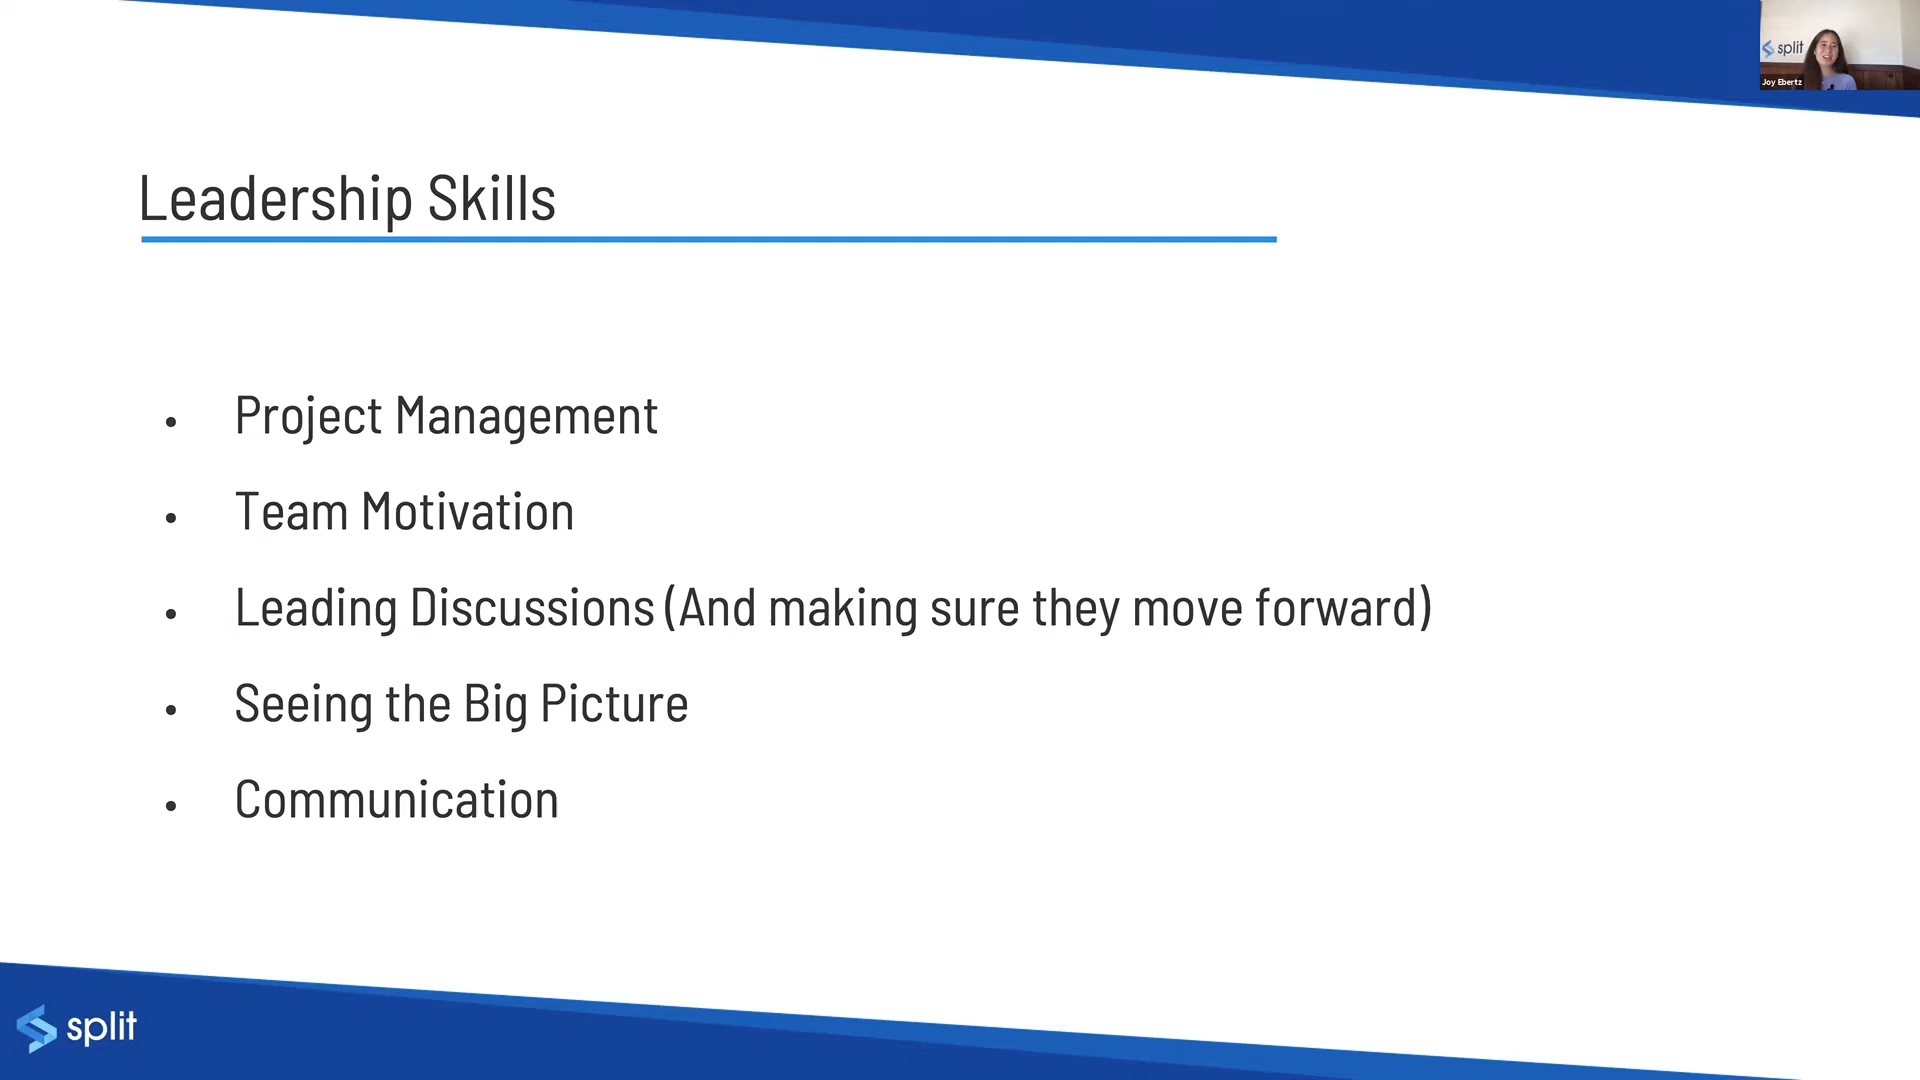 split
Joy Ebertz
Leadership Skills
• Project Management
• Team Motivation
• Leading Discussions (And making sure they move forward)
• Seeing the Big Picture
• Communication
split